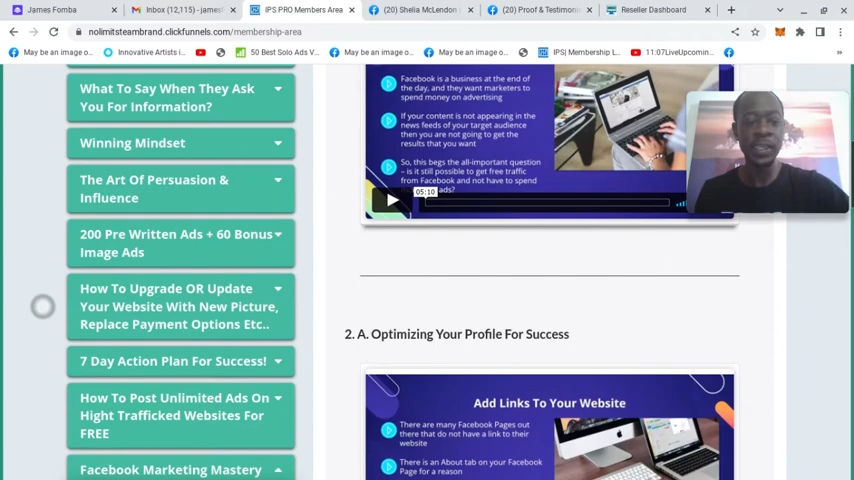 James Fomba
Inbox (12,115) - james
IPS PRO Members Area
(20) Shelia McLendon
(20) Proof & Testimoni
Reseller Dashboard
nolimitsteambrand.clickfunnels.com/membership-area
May be an image o...
Innovative Artists i...
50 Best Solo Ads V...
May be an image o...
May be an image o...
IPS| Membership L...
11:07LiveUpcomin...
What To Say When They Ask
You For Information?
Winning Mindset
The Art Of Persuasion &
Influence
200 Pre Written Ads + 60 Bonus
Image Ads
How To Upgrade OR Update
Your Website With New Picture,
Replace Payment Options Etc..
7 Day Action Plan For Success!
How To Post Unlimited Ads On
Hight Trafficked Websites For
FREE
Facebook Marketing Mastery
Facebook is a business at the end of
the day, and they want marketers to
spend money on advertising
If your content is not appearing in the
news feeds of your target audience
then you are not going to get the
results that you want
So, this begs the all-important question
- is it still possible to get free traffic
from Facebook and not have to spend
ads?
05:10
2. A. Optimizing Your Profile For Success
Add Links To Your Website
There are many Facebook Pages out
there that do not have a link to their
website
There is an About tab on your Facebook
Page for a reason